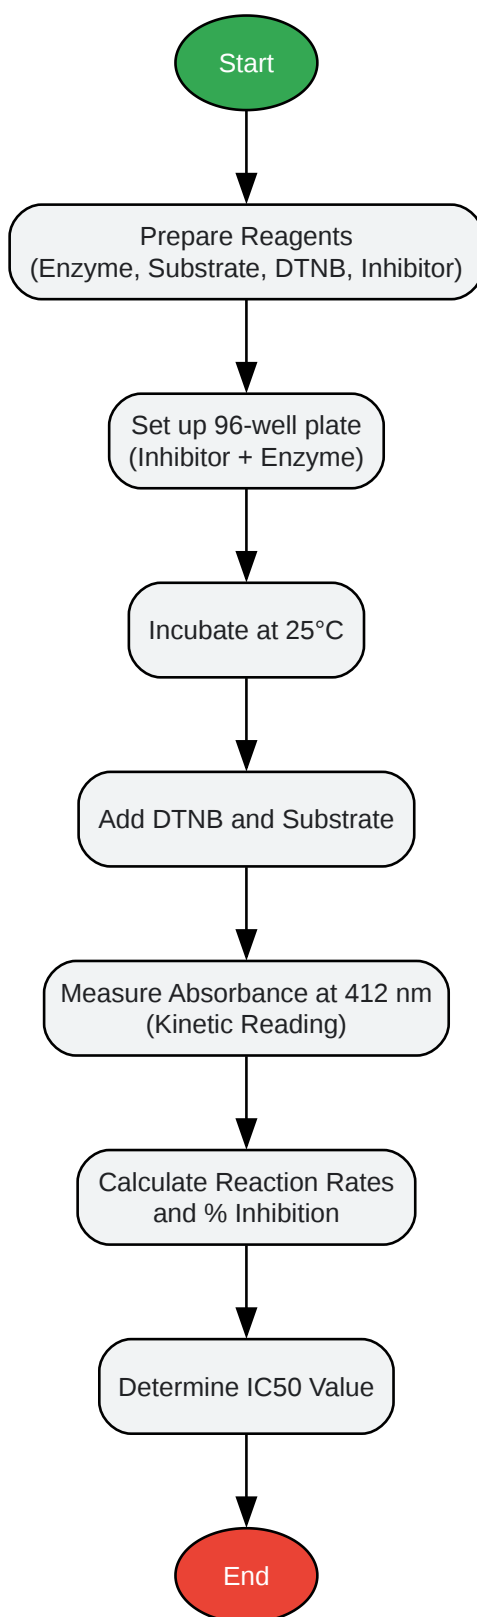 Start
Prepare Reagents
(Enzyme, Substrate, DTNB, Inhibitor)
Set up 96-well plate
(Inhibitor + Enzyme)
Incubate at 25°C
Add DTNB and Substrate
Measure Absorbance at 412 nm
(Kinetic Reading)
Calculate Reaction Rates
and % Inhibition
Determine IC50 Value
End